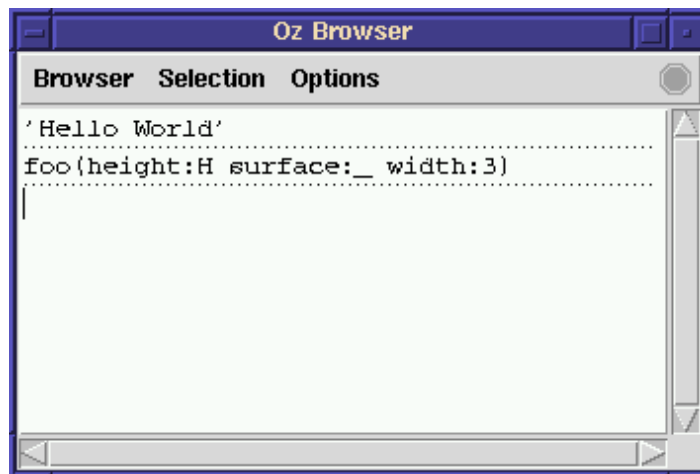 Oz Browser
Browser Selection Options
'Hello World'
foo(height:H surface:_ width:3)